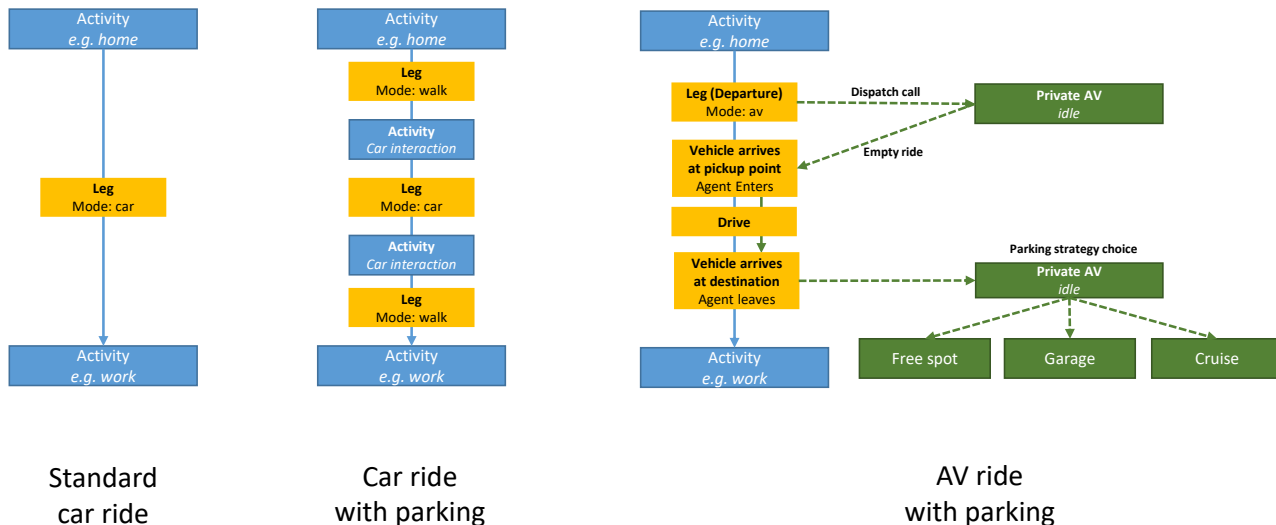 Activity
e.g. home
Leg
Mode: car
Activity
e.g. work
Standard
car ride
Activity
e.g. home
Leg
Mode: walk
Activity
Car interaction
Leg
Mode: car
Activity
Car interaction
Leg
Mode: walk
Activity
e.g. work
Car ride
with parking
Activity
e.g. home
Leg (Departure)
Mode: av
Dispatch call
Private AV
idle
Empty ride
Vehicle arrives
at pickup point
Agent Enters
Drive
Vehicle arrives
at destination
Agent leaves
Parking strategy choice
Private AV
idle
Free spot
Garage
Cruise
Activity
e.g. work
AV ride
with parking